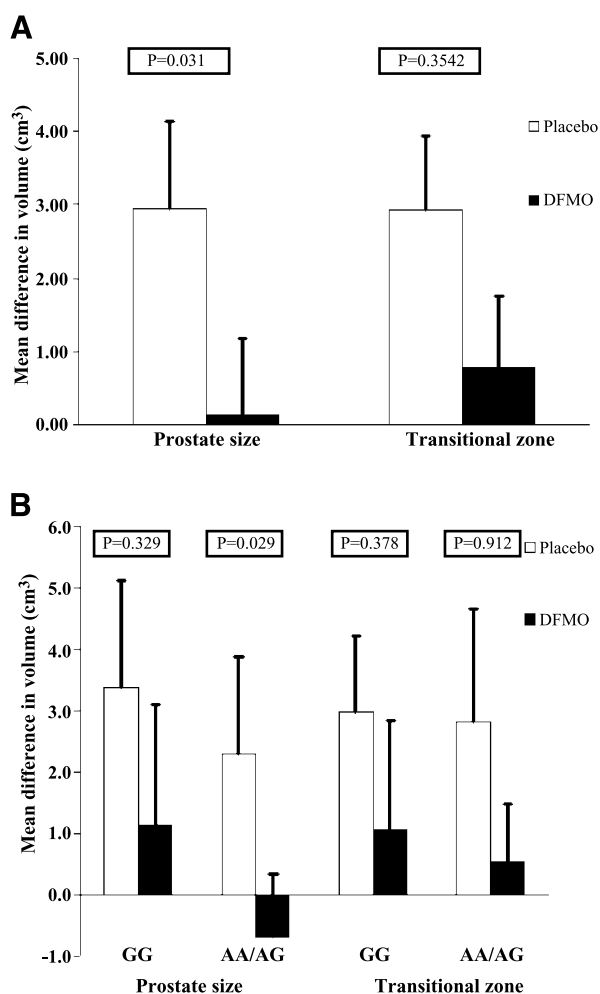 A
P=0.031 P=0.3542
5.00
4.00
3.00
2.00
1.00
0.00
Mean difference in volume (cm³)
Placebo
DFMO
Prostate size Transitional zone
B
P=0.329 P=0.029 P=0.378 P=0.912
6.0
5.0
4.0
3.0
2.0
1.0
0.0
-1.0
Mean difference in volume (cm³)
Placebo
DFMO
GG AA/AG GG AA/AG
Prostate size Transitional zone